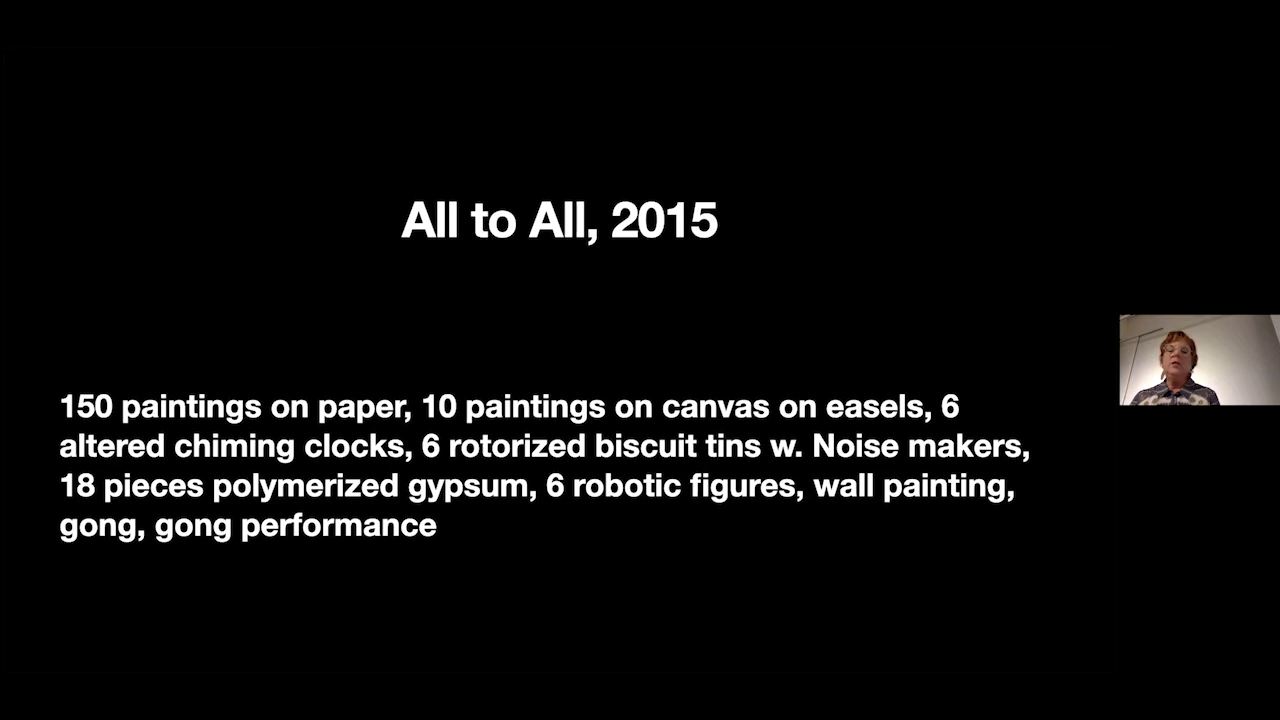 All to All, 2015
150 paintings on paper, 10 paintings on canvas on easels, 6
altered chiming clocks, 6 rotorized biscuit tins w. Noise makers,
18 pieces polymerized gypsum, 6 robotic figures, wall painting,
gong, gong performance